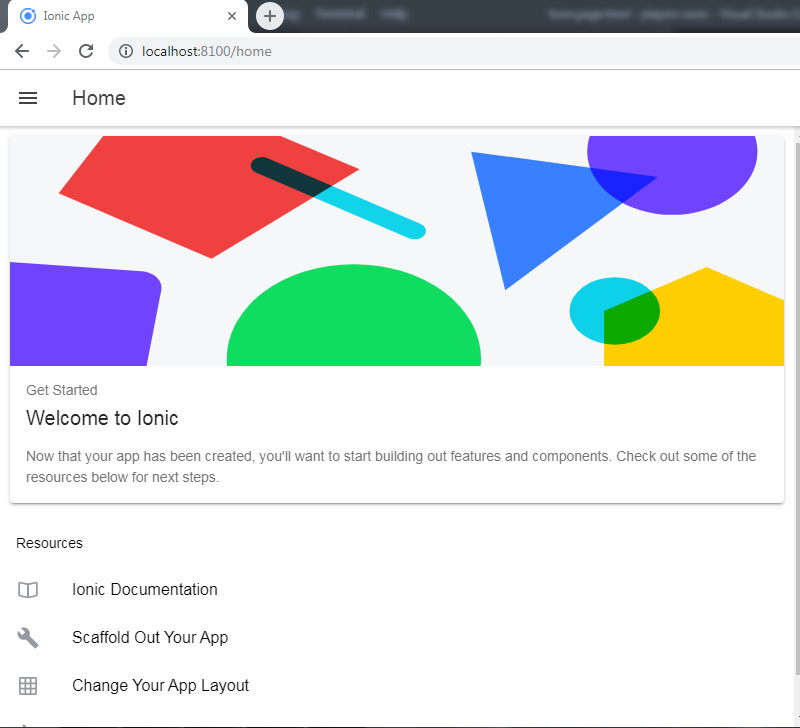 Ionic App
Terminal Help
localhost:8100/home
Home
Get Started
Welcome to Ionic
Now that your app has been created, you'll want to start building out features and components. Check out some of the
resources below for next steps.
Resources
Ionic Documentation
Scaffold Out Your App
Change Your App Layout